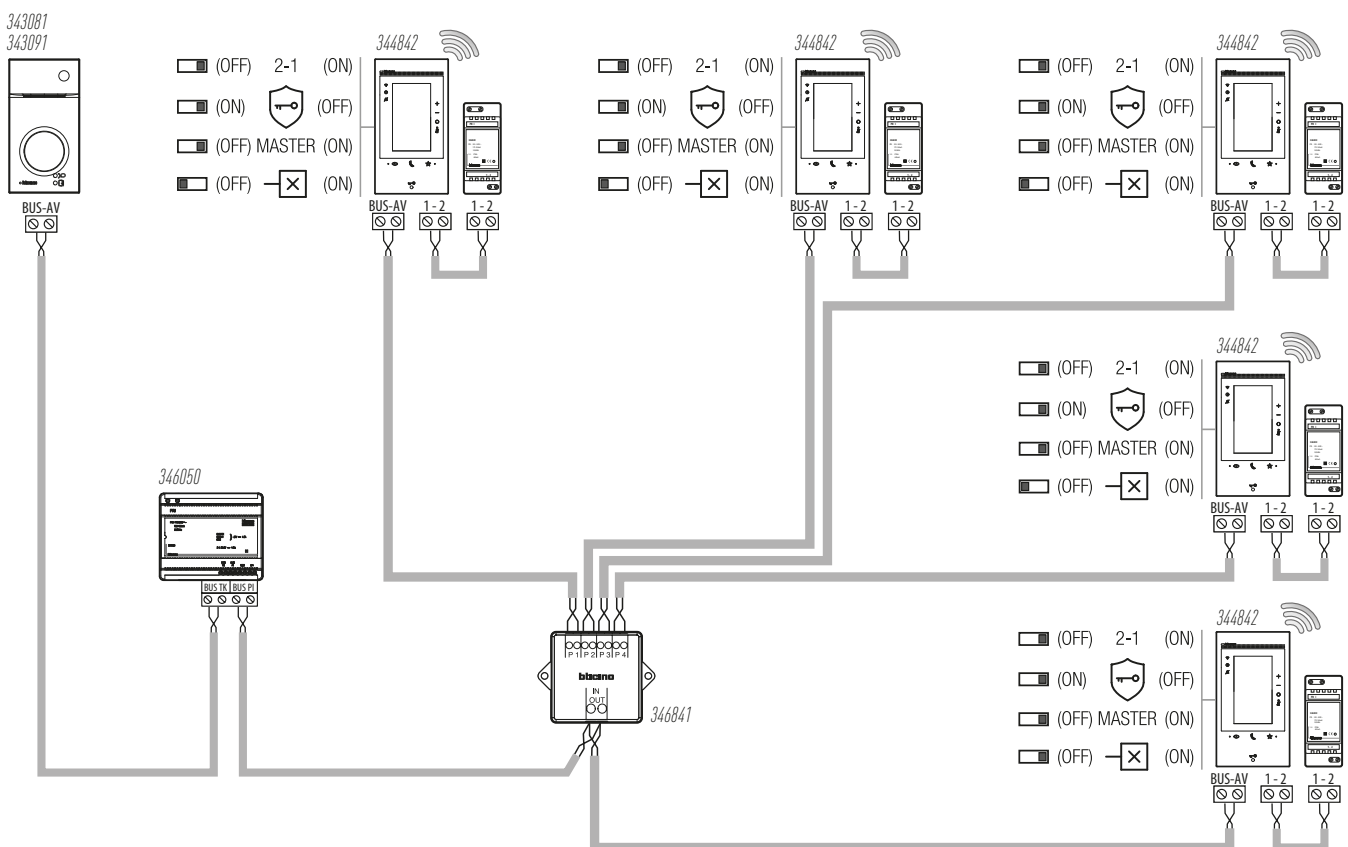 343081
343091
BUS-AV
344842
(OFF) 2-1 (ON)
(ON) (OFF)
(OFF) MASTER (ON)
(OFF) (ON)
BUS-AV 1 - 2 1 - 2
344842
(OFF) 2-1 (ON)
(ON) (OFF)
(OFF) MASTER (ON)
(OFF) (ON)
BUS-AV 1 - 2 1 - 2
344842
(OFF) 2-1 (ON)
(ON) (OFF)
(OFF) MASTER (ON)
(OFF) (ON)
BUS-AV 1 - 2 1 - 2
344842
(OFF) 2-1 (ON)
(ON) (OFF)
(OFF) MASTER (ON)
(OFF) (ON)
BUS-AV 1 - 2 1 - 2
346050
BUS TK BUS PI
P1 P2 P3 P4
bticino
IN
OUT
346841
344842
(OFF) 2-1 (ON)
(ON) (OFF)
(OFF) MASTER (ON)
(OFF) (ON)
BUS-AV 1 - 2 1 - 2